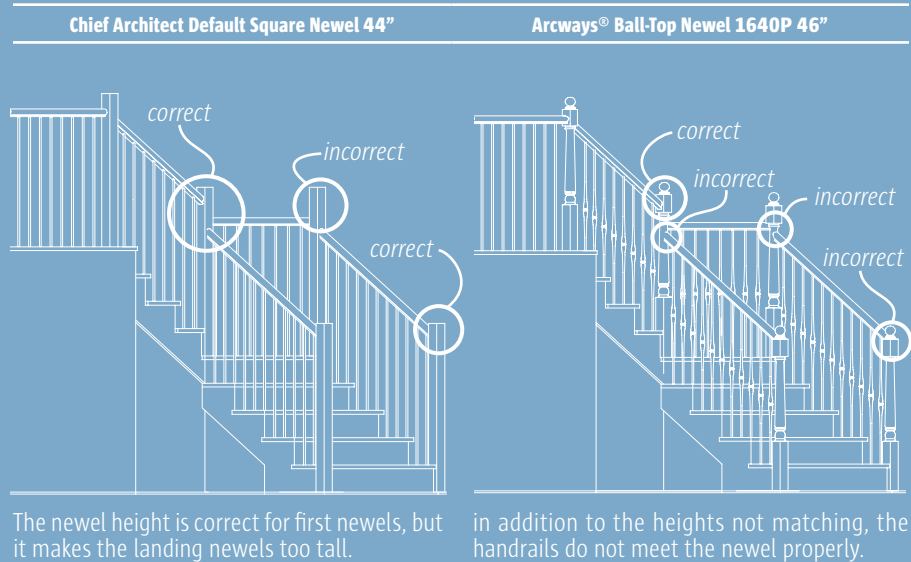 Chief Architect Default Square Newel 44”
Arcways® Ball-Top Newel 1640P 46”
correct
incorrect
correct
correct
incorrect
incorrect
incorrect
The newel height is correct for first newels, but
it makes the landing newels too tall.
in addition to the heights not matching, the
handrails do not meet the newel properly.